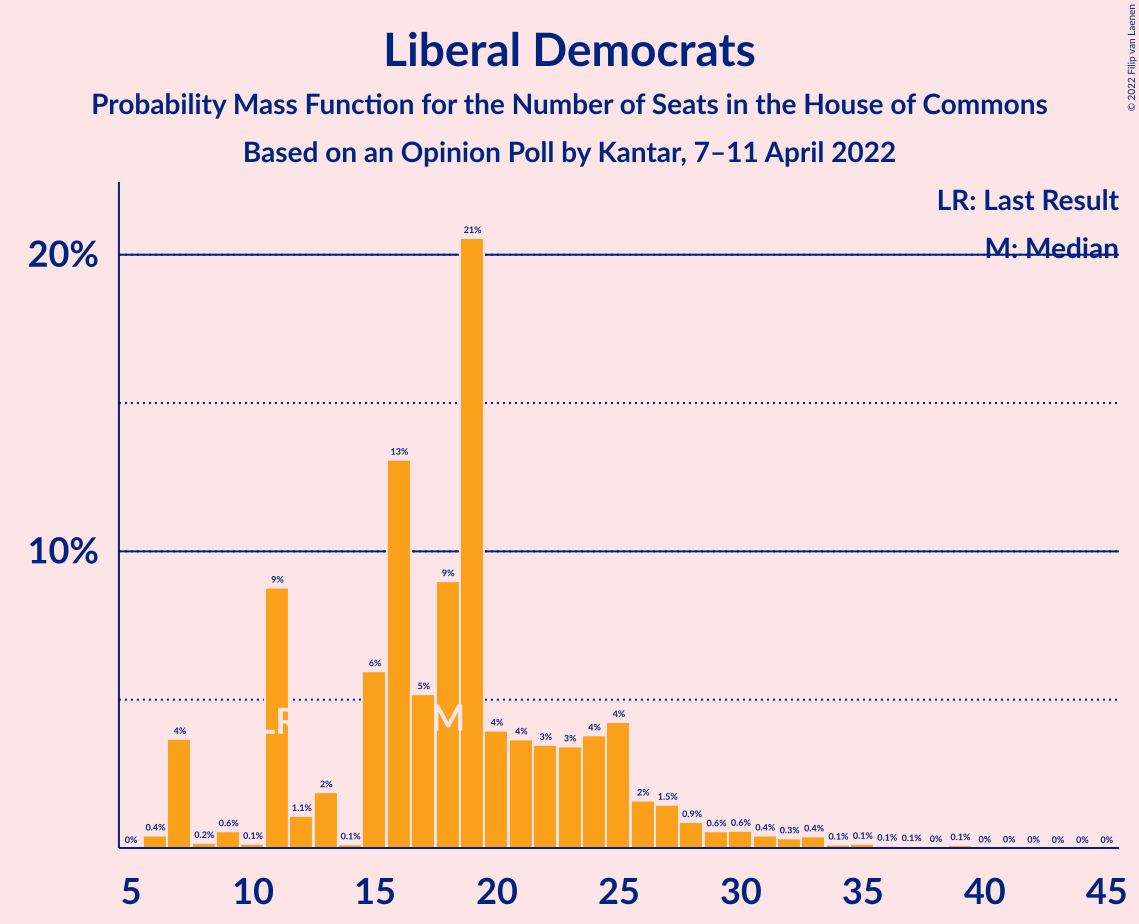 Liberal Democrats
Probability Mass Function for the Number of Seats in the House of Commons
Based on an Opinion Poll by Kantar, 7–11 April 2022
© 2022 Filip van Laenen
LR: Last Result
M: Median
20%
10%
0% 0.4% 4% 0.2% 0.6% 0.1% 9% 1.1% 2% 0.1% 6% 13% 5% 9% 21% 4% 4% 3% 3% 4% 4% 2% 1.5% 0.9% 0.6% 0.6% 0.4% 0.3% 0.4% 0.1% 0.1% 0.1% 0.1% 0% 0.1% 0% 0% 0% 0% 0% 0%
LR M
5 10 15 20 25 30 35 40 45